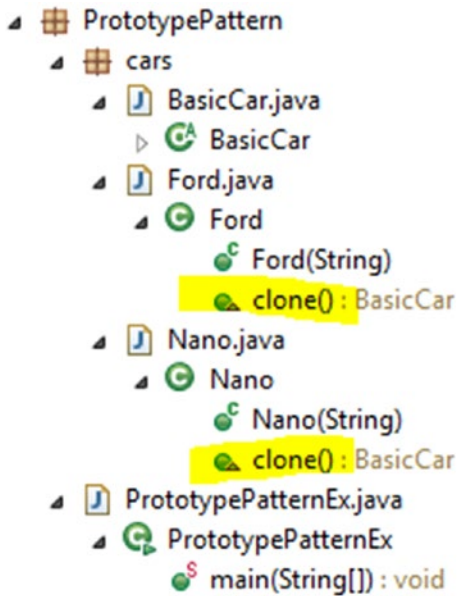 PrototypePattern
cars
BasicCar.java
BasicCar
Ford.java
Ford
Ford(String)
clone() : BasicCar
Nano.java
Nano
Nano(String)
clone() : BasicCar
PrototypePatternEx.java
PrototypePatternEx
main(String[]) : void